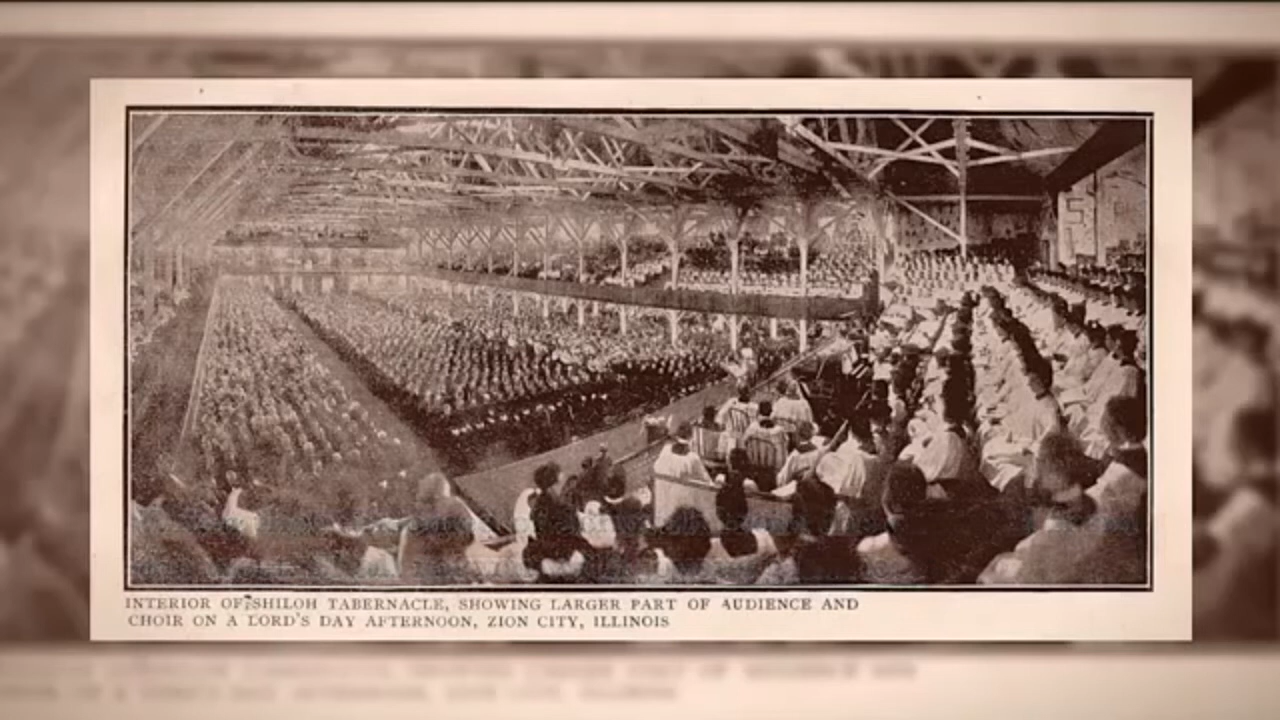 INTERIOR OF SHILOH TABERNACLE, SHOWING LARGER PART OF AUDIENCE AND
CHOIR ON A LORD'S DAY AFTERNOON, ZION CITY, ILLINOIS